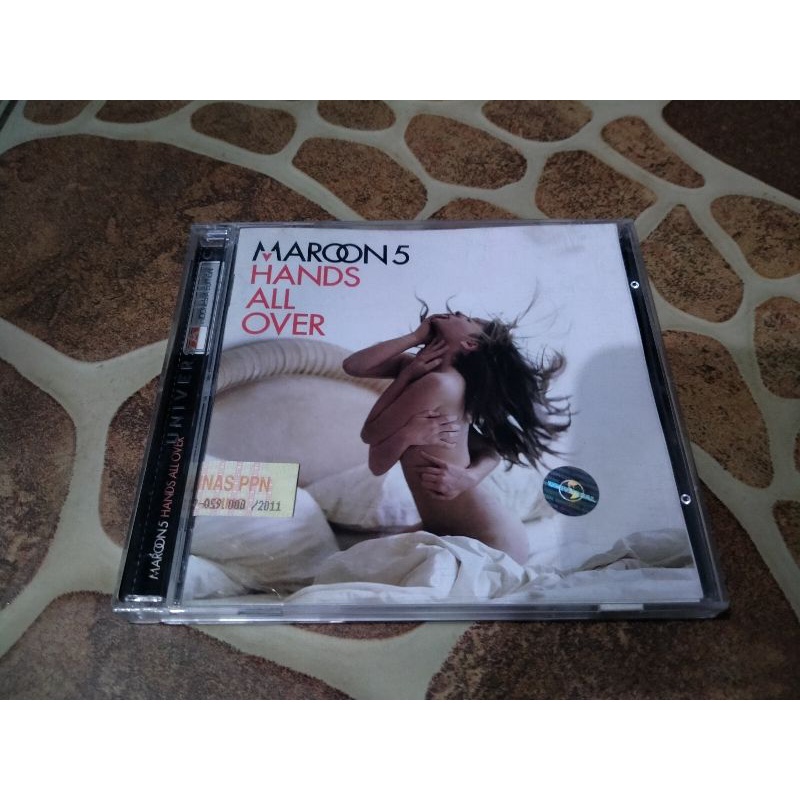 MAROON 5
HANDS
ALL
OVER
NAS PPN
/2011
MAROON 5 HANDS ALL OVER
UNIVER